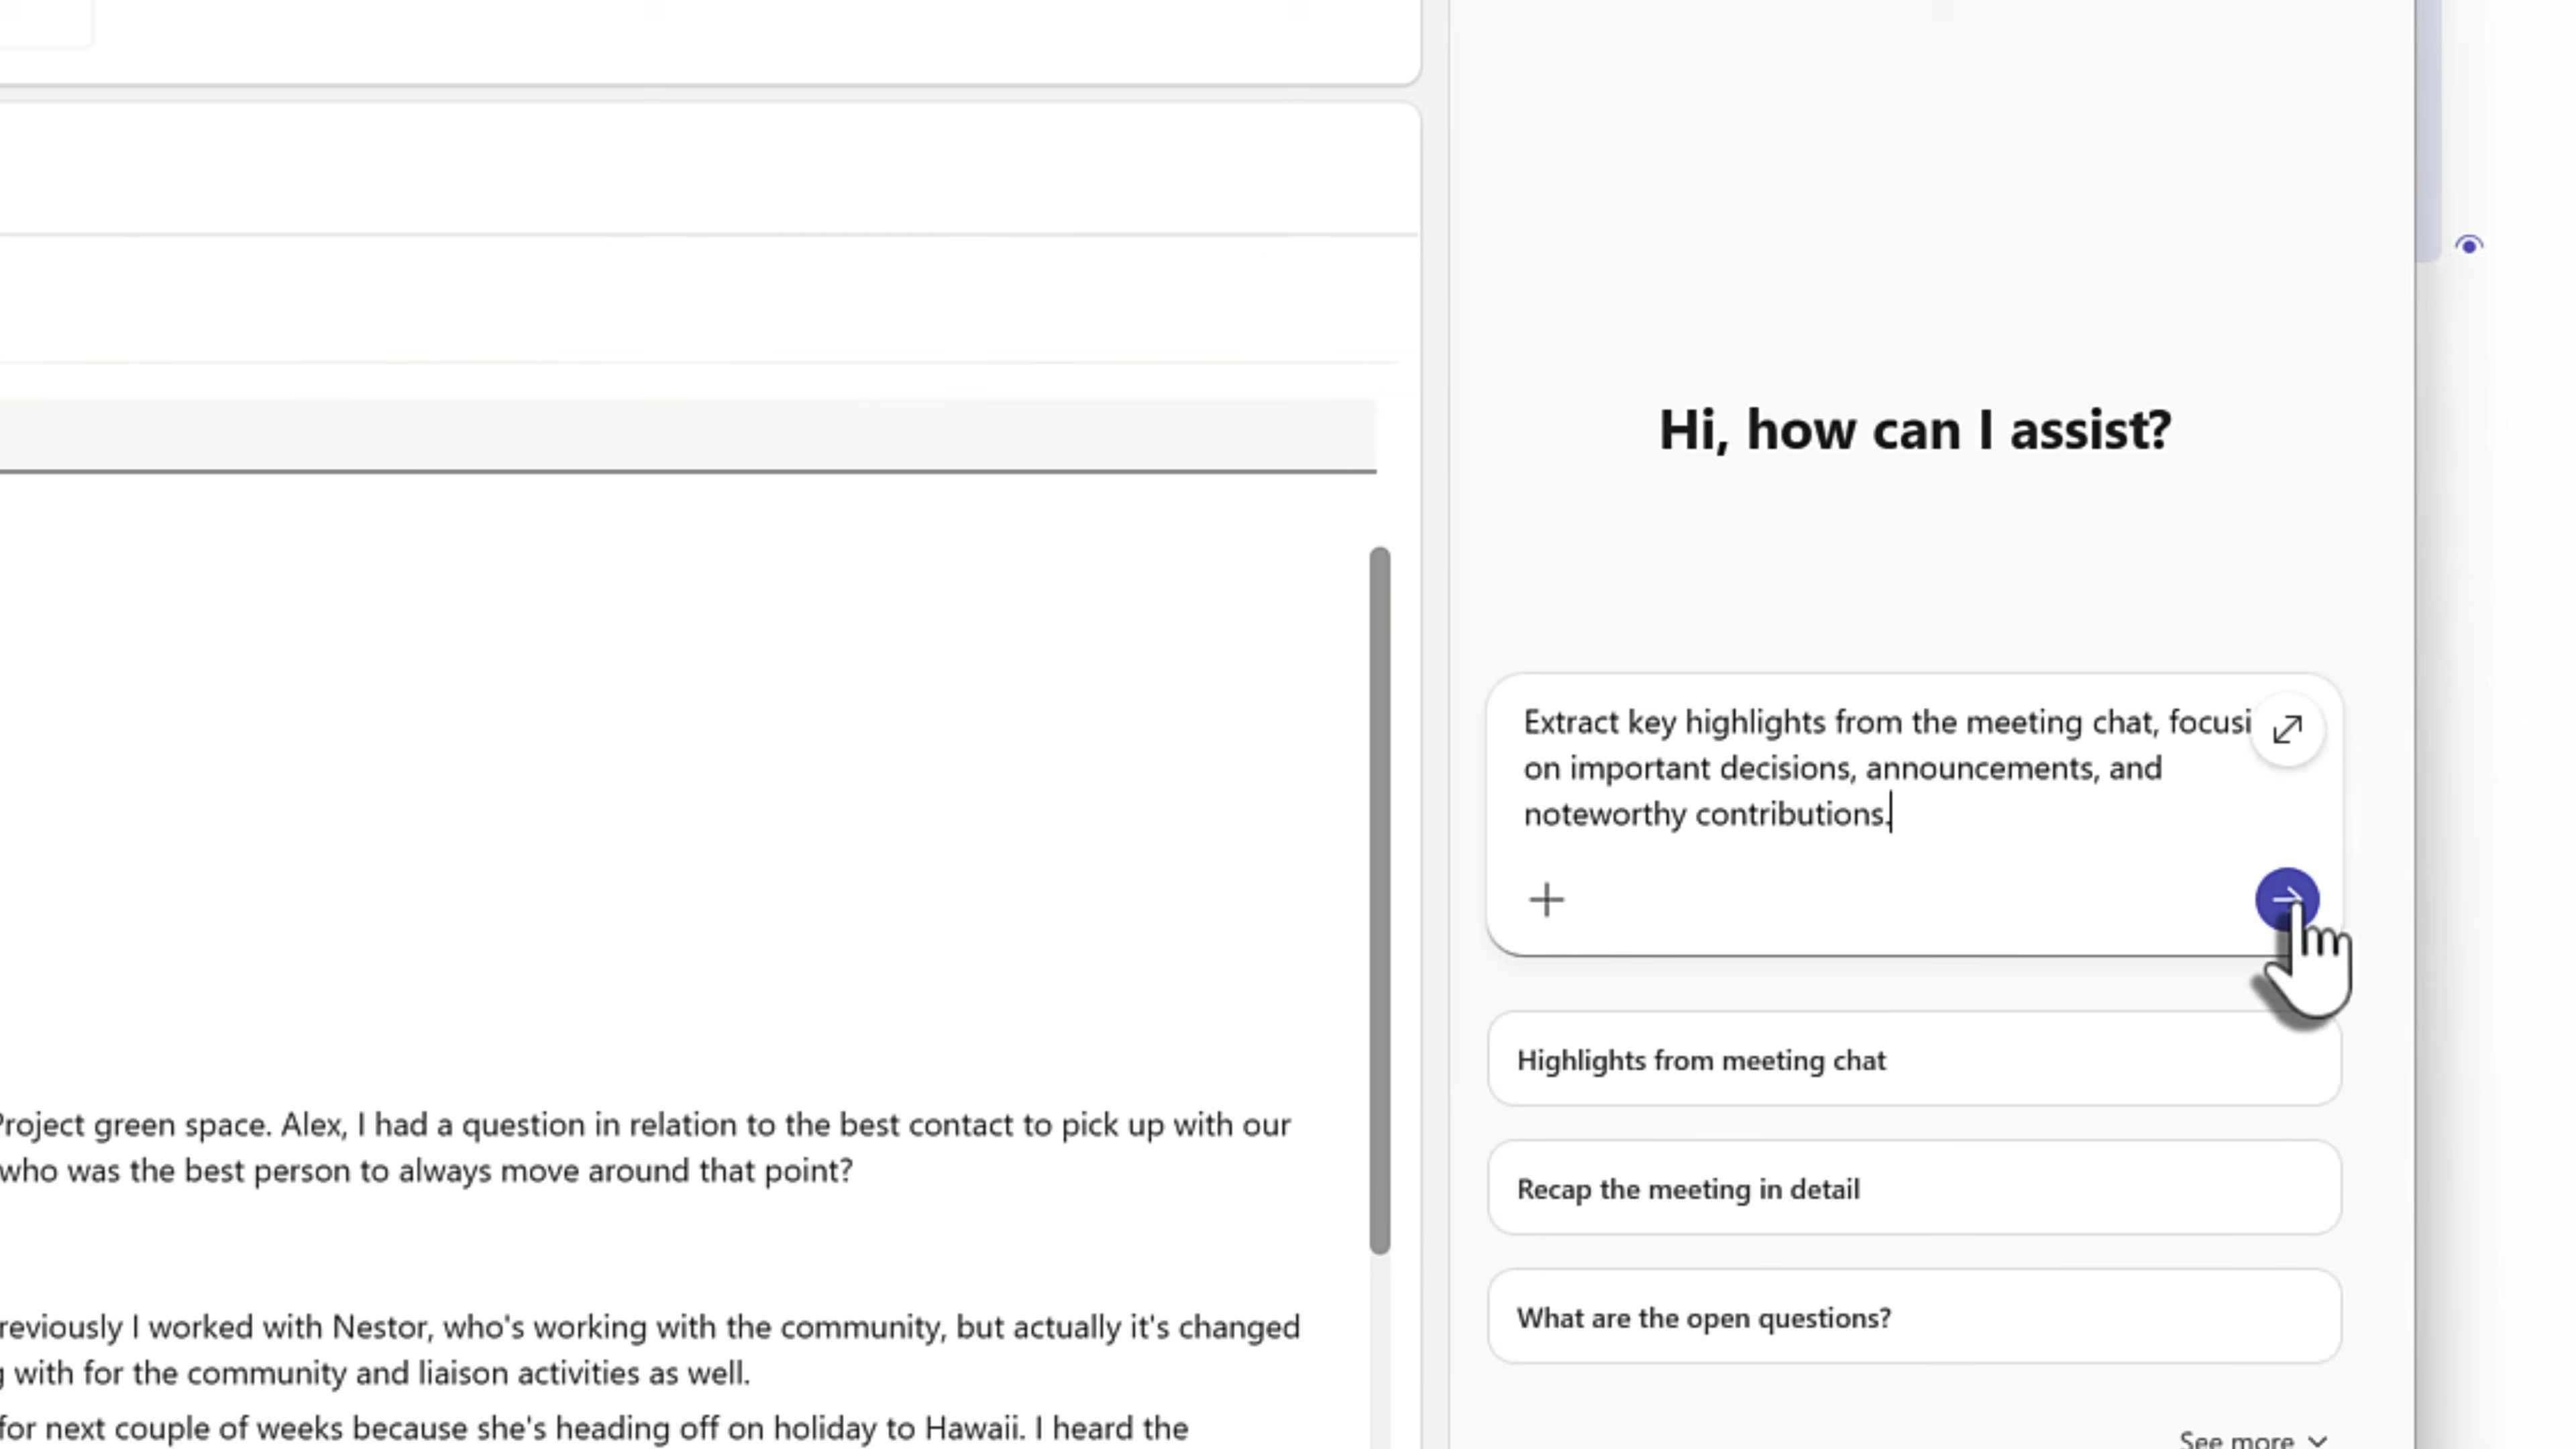 Project green space. Alex, I had a question in relation to the best contact to pick up with our
who was the best person to always move around that point?
reviously I worked with Nestor, who's working with the community, but actually it's changed
g with for the community and liaison activities as well.
for next couple of weeks because she's heading off on holiday to Hawaii. I heard the
Hi, how can I assist?
Extract key highlights from the meeting chat, focusi
on important decisions, announcements, and
noteworthy contributions.
Highlights from meeting chat
Recap the meeting in detail
What are the open questions?
See more